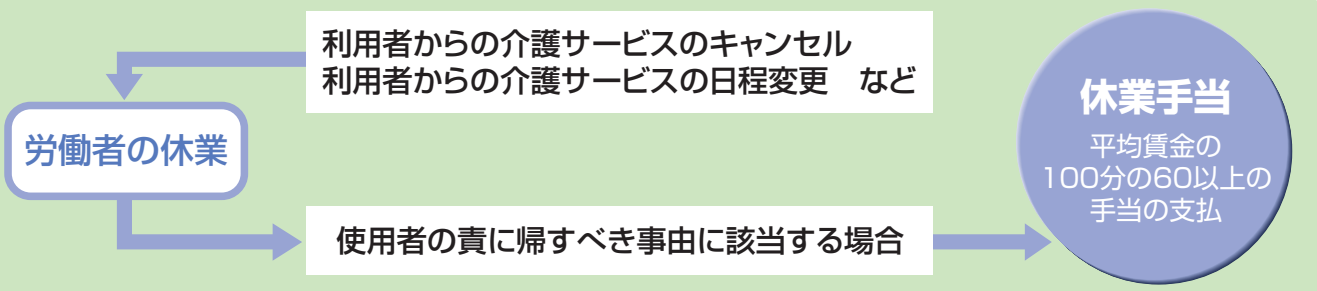 利用者からの介護サービスのキャンセル
利用者からの介護サービスの日程変更　など
労働者の休業
使用者の責に帰すべき事由に該当する場合
休業手当
平均賃金の
100分の60以上の
手当の支払